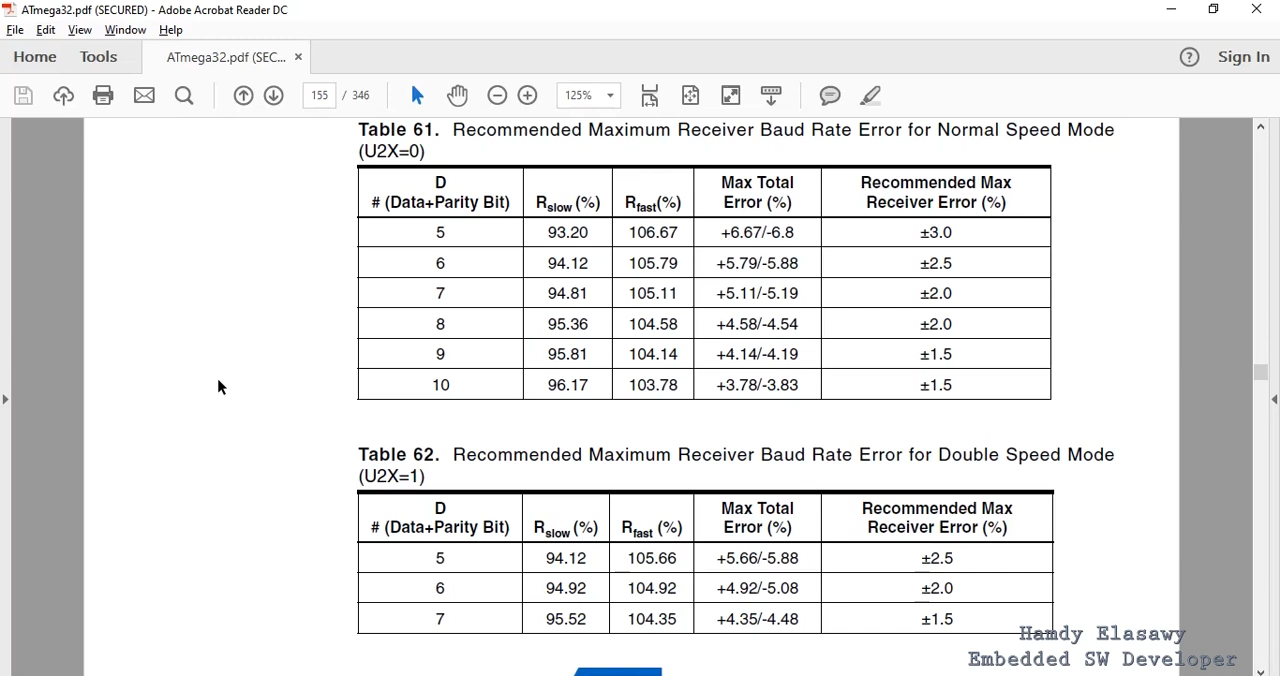 ATmega32.pdf (SECURED) - Adobe Acrobat Reader DC
File Edit View Window Help
Home Tools ATmega32.pdf (SEC... × ? Sign In
155 / 346 125%
Table 61. Recommended Maximum Receiver Baud Rate Error for Normal Speed Mode
(U2X=0)
D
# (Data+Parity Bit) Rslow (%) Rfast(%) Max Total
Error (%) Recommended Max
Receiver Error (%)
5 93.20 106.67 +6.67/-6.8 ±3.0
6 94.12 105.79 +5.79/-5.88 ±2.5
7 94.81 105.11 +5.11/-5.19 ±2.0
8 95.36 104.58 +4.58/-4.54 ±2.0
9 95.81 104.14 +4.14/-4.19 ±1.5
10 96.17 103.78 +3.78/-3.83 ±1.5
Table 62. Recommended Maximum Receiver Baud Rate Error for Double Speed Mode
(U2X=1)
D
# (Data+Parity Bit) Rslow (%) Rfast (%) Max Total
Error (%) Recommended Max
Receiver Error (%)
5 94.12 105.66 +5.66/-5.88 ±2.5
6 94.92 104.92 +4.92/-5.08 ±2.0
7 95.52 104.35 +4.35/-4.48 ±1.5
Hamdy Elasawy
Embedded SW Developer